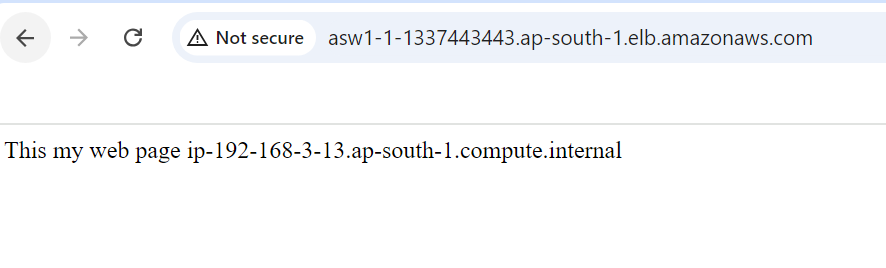 Not secure asw1-1-1337443443.ap-south-1.elb.amazonaws.com
This my web page ip-192-168-3-13.ap-south-1.compute.internal